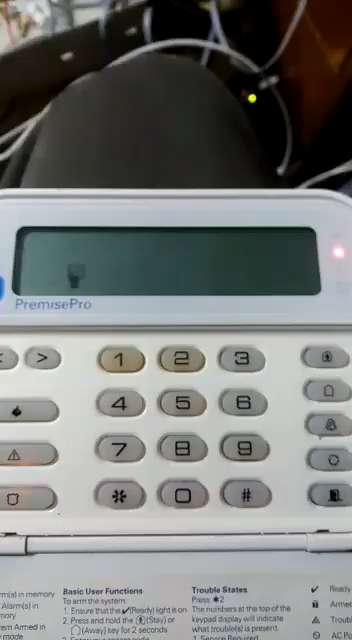 PremisePro
< > 1 2 3
4 5 6
7 8 9
* 0 #
m(s) in memory
Alarm(s) in
mory
tem Armed in
mode
Basic User Functions
To arm the system:
1. Ensure that the ✓(Ready) light is on
2. Press and hold the (Stay) or
(Away) key for 2 seconds
Trouble States
Press ✱2
The numbers at the top of the
keypad display will indicate
what trouble(s) is present.
1. Service Required
✓ Ready
Armed
Troubl
AC P